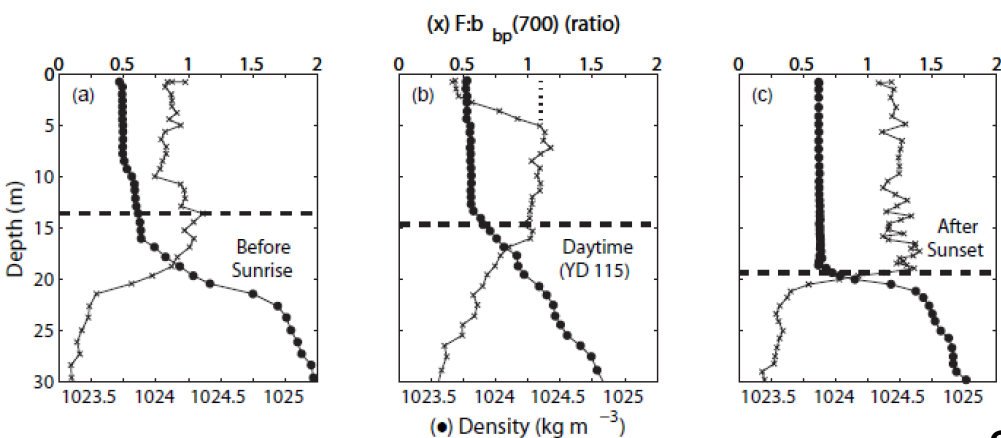 (x) F:b bp(700) (ratio)
0 0.5 1 1.5 2 0 0.5 1 1.5 2 0 0.5 1 1.5 2
0
(a) (b) (c)
5
10
15
20
25
30
Depth (m)
Before
Sunrise
Daytime
(YD 115)
After
Sunset
1023.5 1024 1024.5 1025 1023.5 1024 1024.5 1025 1023.5 1024 1024.5 1025
(●) Density (kg m −3)